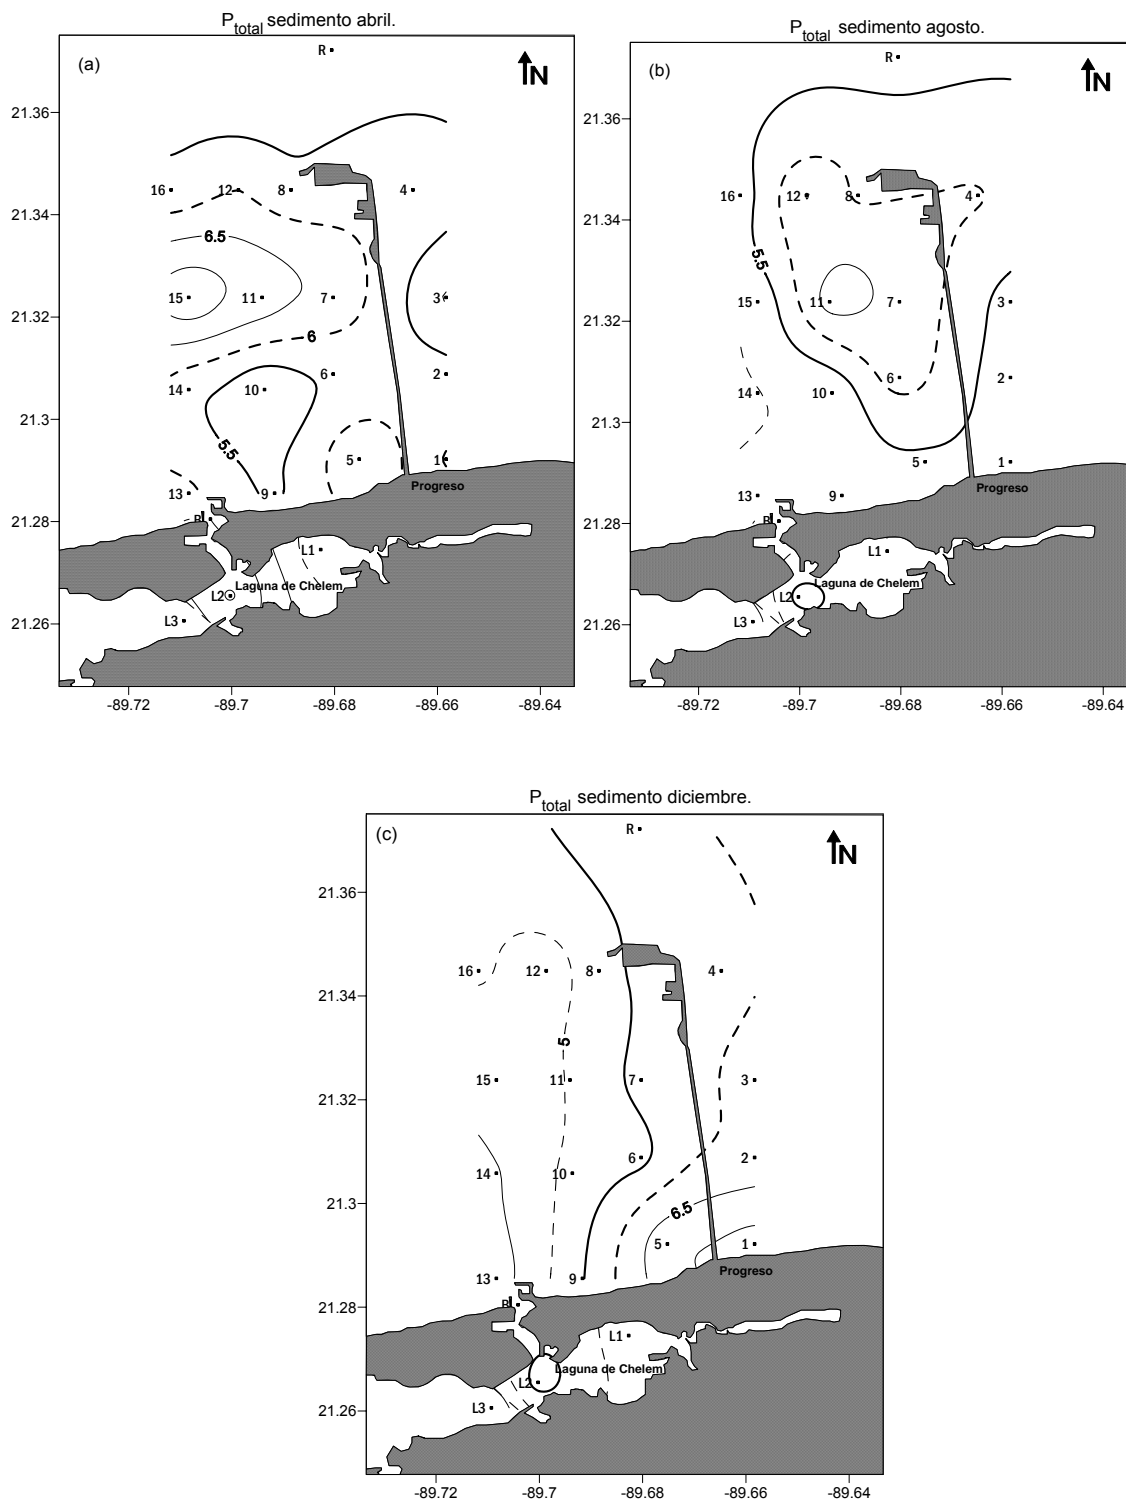 P_total sedimento abril.
(a)
R
N
21.36
16 12 8 4
21.34
6.5
15 11 7 3
21.32
6
6 2
14 10
21.3
5.5
5 1
Progreso
13 9
21.28
B
L1
Laguna de Chelem
L2
L3
21.26
-89.72 -89.7 -89.68 -89.66 -89.64
P_total sedimento agosto.
(b)
R
N
21.36
16 12 8 4
21.34
5.5
15 11 7 3
21.32
6 2
14 10
21.3
5 1
Progreso
13 9
21.28
B
L1
Laguna de Chelem
L2
L3
21.26
-89.72 -89.7 -89.68 -89.66 -89.64
P_total sedimento diciembre.
(c)
R
N
21.36
16 12 8 4
21.34
5
15 11 7 3
21.32
6 2
14 10
21.3
6.5
5 1
Progreso
13 9
21.28
B
L1
Laguna de Chelem
L2
L3
21.26
-89.72 -89.7 -89.68 -89.66 -89.64